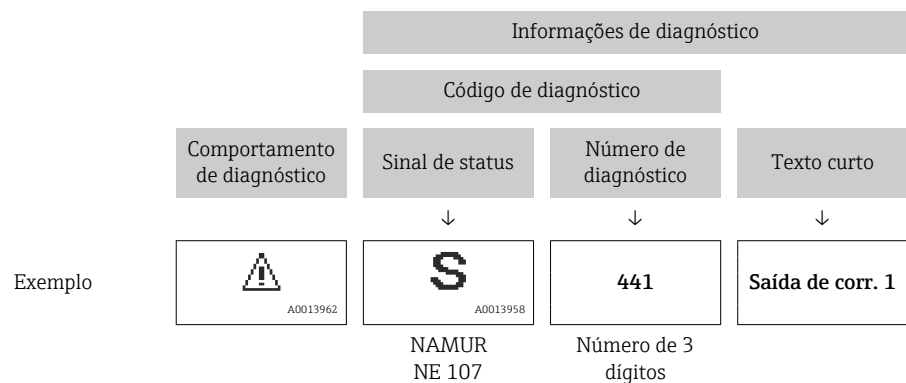 Informações de diagnóstico
Código de diagnóstico
Comportamento
de diagnóstico
Sinal de status
Número de
diagnóstico
Texto curto
↓ ↓ ↓
Exemplo
A0013962
S
A0013958
441
Saída de corr. 1
NAMUR
NE 107
Número de 3
dígitos